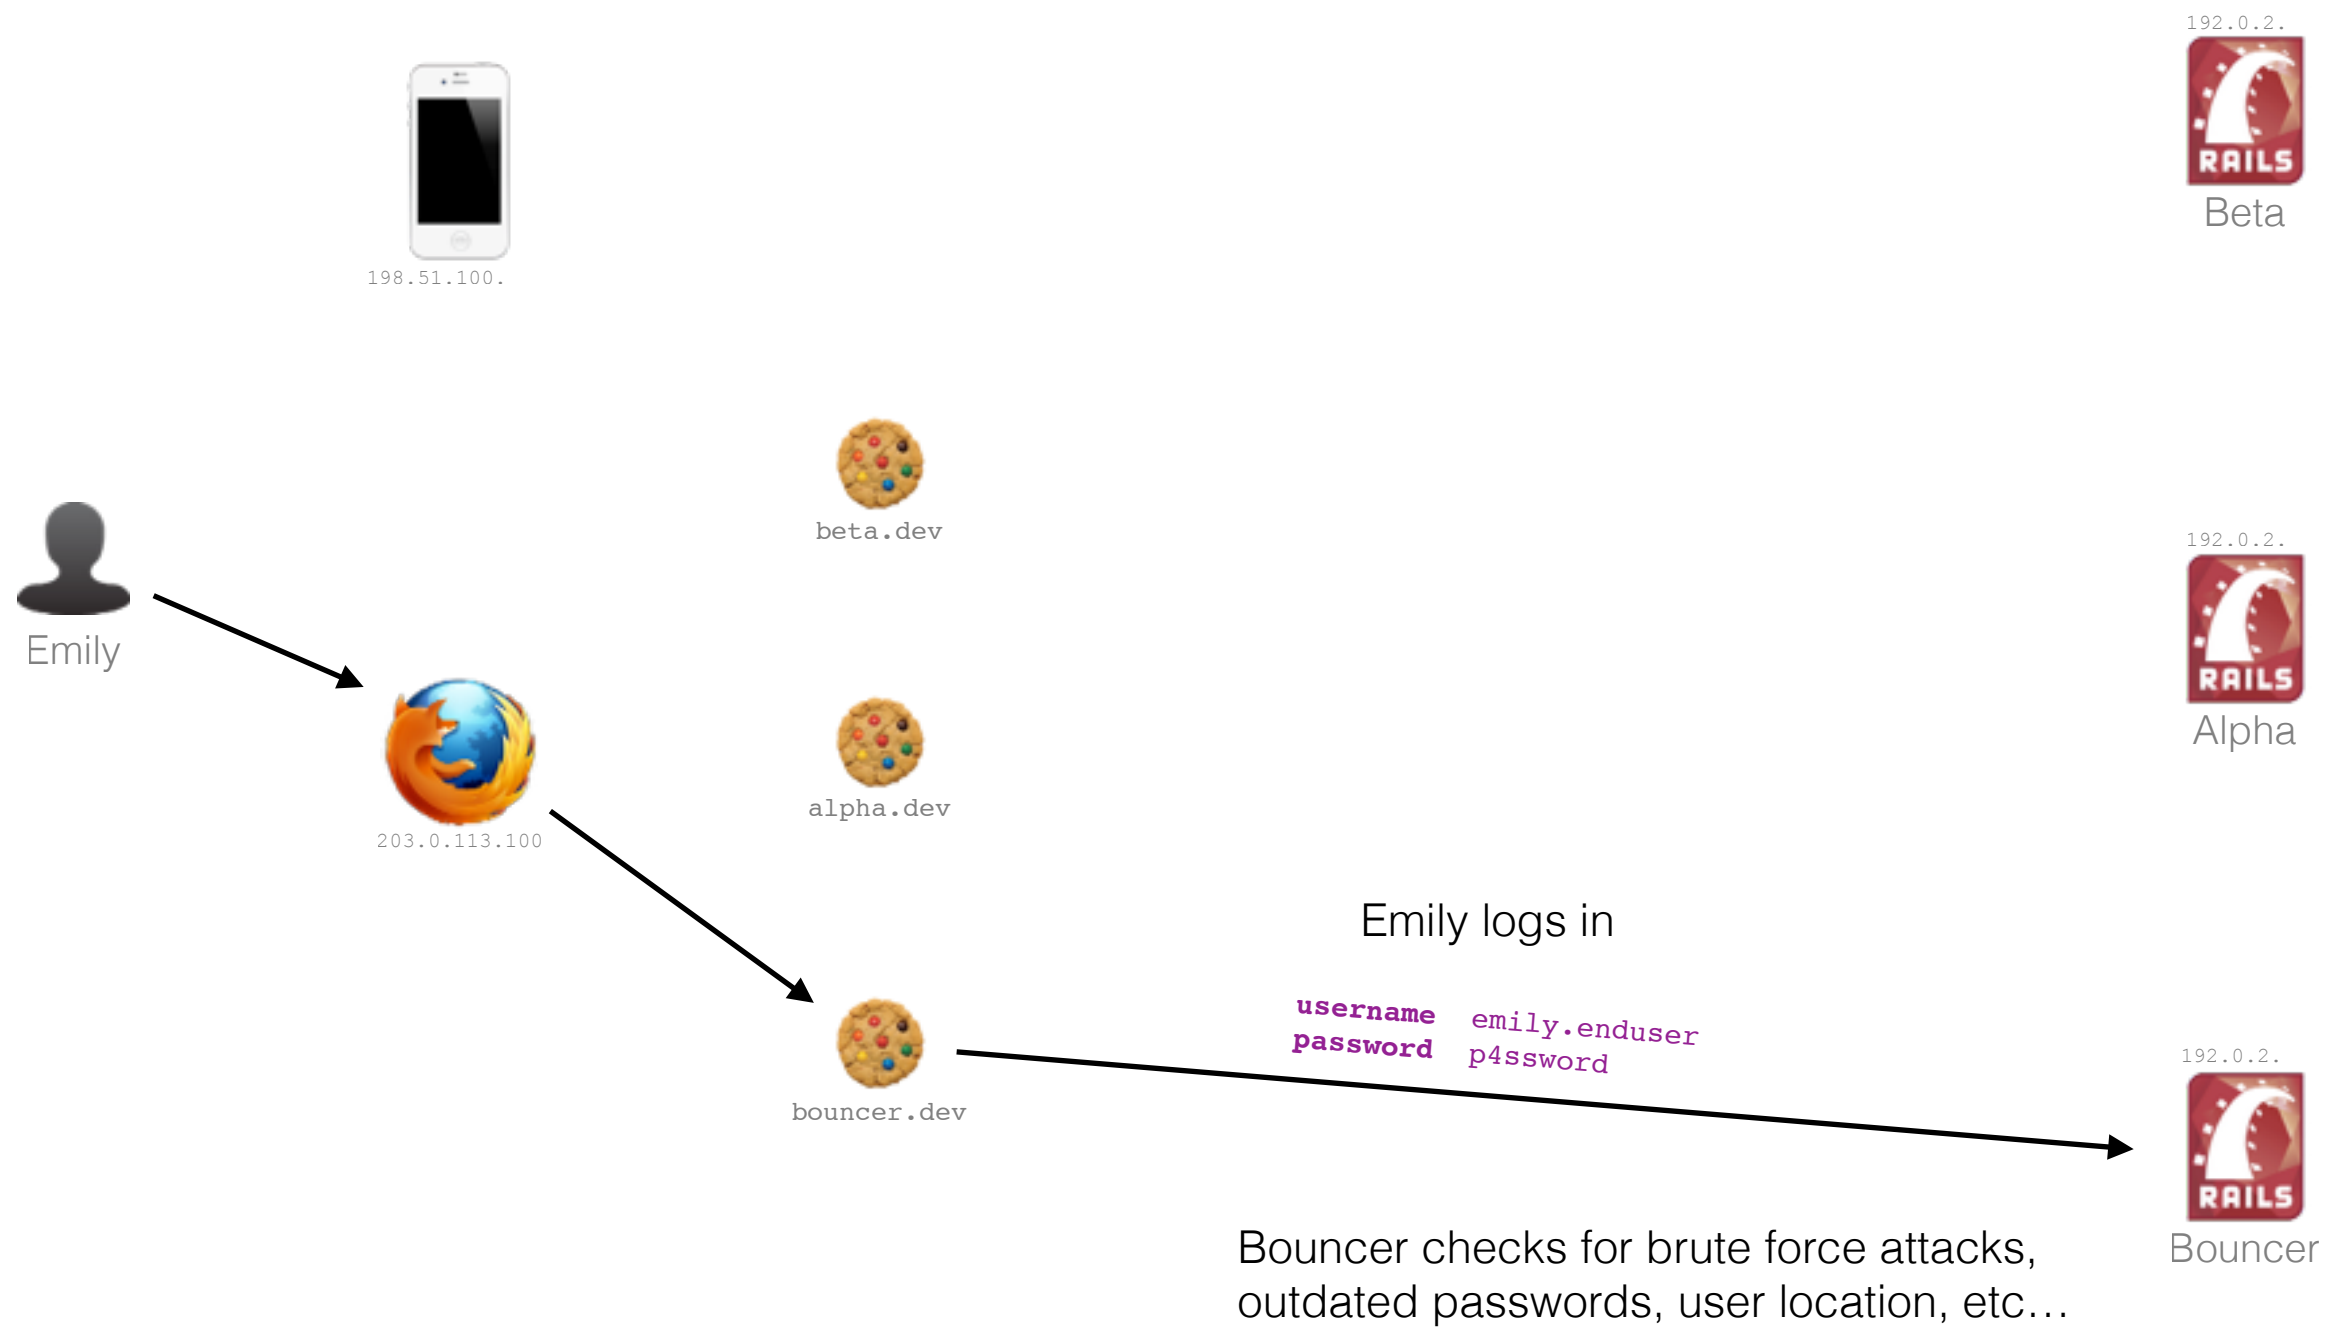 192.0.2.
RAILS
Beta
198.51.100.
beta.dev
192.0.2.
RAILS
Alpha
Emily
203.0.113.100
alpha.dev
Emily logs in
username emily.enduser
password p4ssword
bouncer.dev
192.0.2.
RAILS
Bouncer
Bouncer checks for brute force attacks,
outdated passwords, user location, etc…